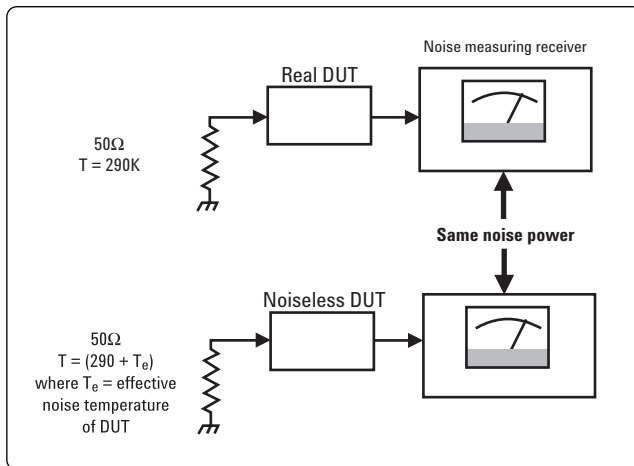 Noise measuring receiver
Real DUT
50Ω
T = 290K
Same noise power
Noiseless DUT
50Ω
T = (290 + Te)
where Te = effective
noise temperature
of DUT